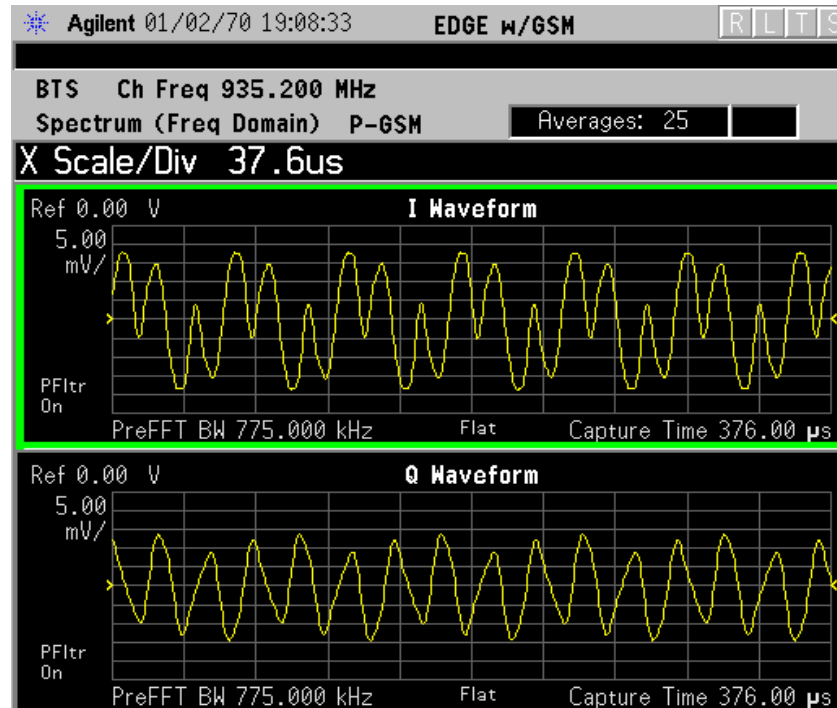 Agilent 01/02/70 19:08:33 EDGE w/GSM R L T S
BTS Ch Freq 935.200 MHz
Spectrum (Freq Domain) P-GSM Averages: 25
X Scale/Div 37.6us
Ref 0.00 V I Waveform
5.00
mV/
PFltr
On
PreFFT BW 775.000 kHz Flat Capture Time 376.00 µs
Ref 0.00 V Q Waveform
5.00
mV/
PFltr
On
PreFFT BW 775.000 kHz Flat Capture Time 376.00 µs